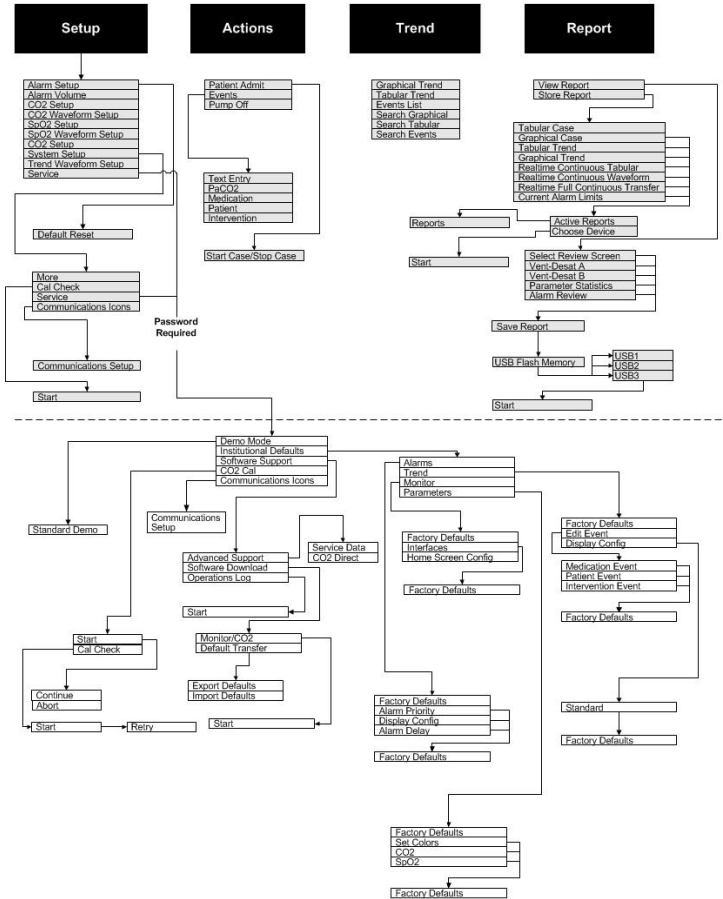 Setup
Actions
Trend
Report
Alarm Setup
Alarm Volume
CO2 Setup
CO2 Waveform Setup
SpO2 Setup
SpO2 Waveform Setup
CO2 Setup
System Setup
Trend Waveform Setup
Service
Default Reset
More
Cal Check
Service
Communications Icons
Password
Required
Communications Setup
Start
Patient Admit
Events
Pump Off
Text Entry
PaCO2
Medication
Patient
Intervention
Start Case/Stop Case
Graphical Trend
Tabular Trend
Events List
Search Graphical
Search Tabular
Search Events
View Report
Store Report
Tabular Case
Graphical Case
Tabular Trend
Graphical Trend
Realtime Continuous Tabular
Realtime Continuous Waveform
Realtime Full Continuous Transfer
Current Alarm Limits
Reports
Active Reports
Choose Device
Start
Select Review Screen
Vent-Desat A
Vent-Desat B
Parameter Statistics
Alarm Review
Save Report
USB Flash Memory
USB1
USB2
USB3
Start
Demo Mode
Institutional Defaults
Software Support
CO2 Cal
Communications Icons
Standard Demo
Communications
Setup
Advanced Support
Software Download
Operations Log
Service Data
CO2 Direct
Start
Start
Cal Check
Monitor/CO2
Default Transfer
Continue
Abort
Export Defaults
Import Defaults
Start
Retry
Start
Alarms
Trend
Monitor
Parameters
Factory Defaults
Interfaces
Home Screen Config
Factory Defaults
Factory Defaults
Edit Event
Display Config
Medication Event
Patient Event
Intervention Event
Factory Defaults
Factory Defaults
Alarm Priority
Display Config
Alarm Delay
Factory Defaults
Standard
Factory Defaults
Factory Defaults
Set Colors
CO2
SpO2
Factory Defaults